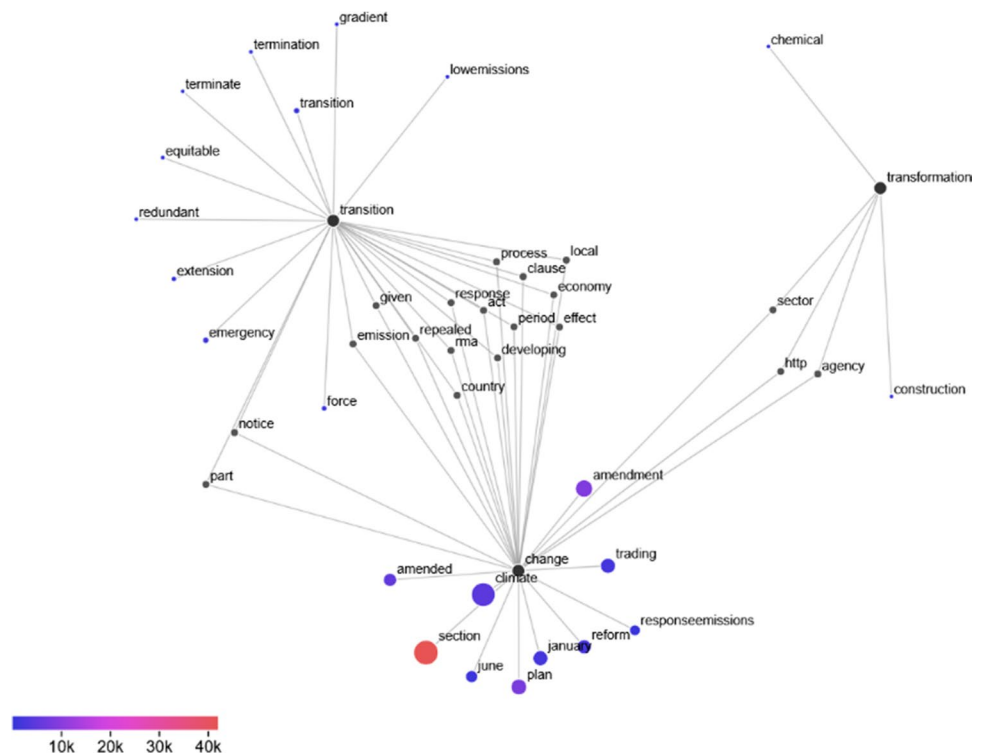 gradient
termination
chemical
lowemissions
terminate
transition
equitable
transformation
redundant
transition
process
local
clause
extension
economy
given
response
act
sector
period
effect
emergency
emission
repealed
rma
developing
http
agency
country
construction
force
notice
part
amendment
change
trading
amended
climate
responseemissions
section
january
reform
june
plan
10k 20k 30k 40k